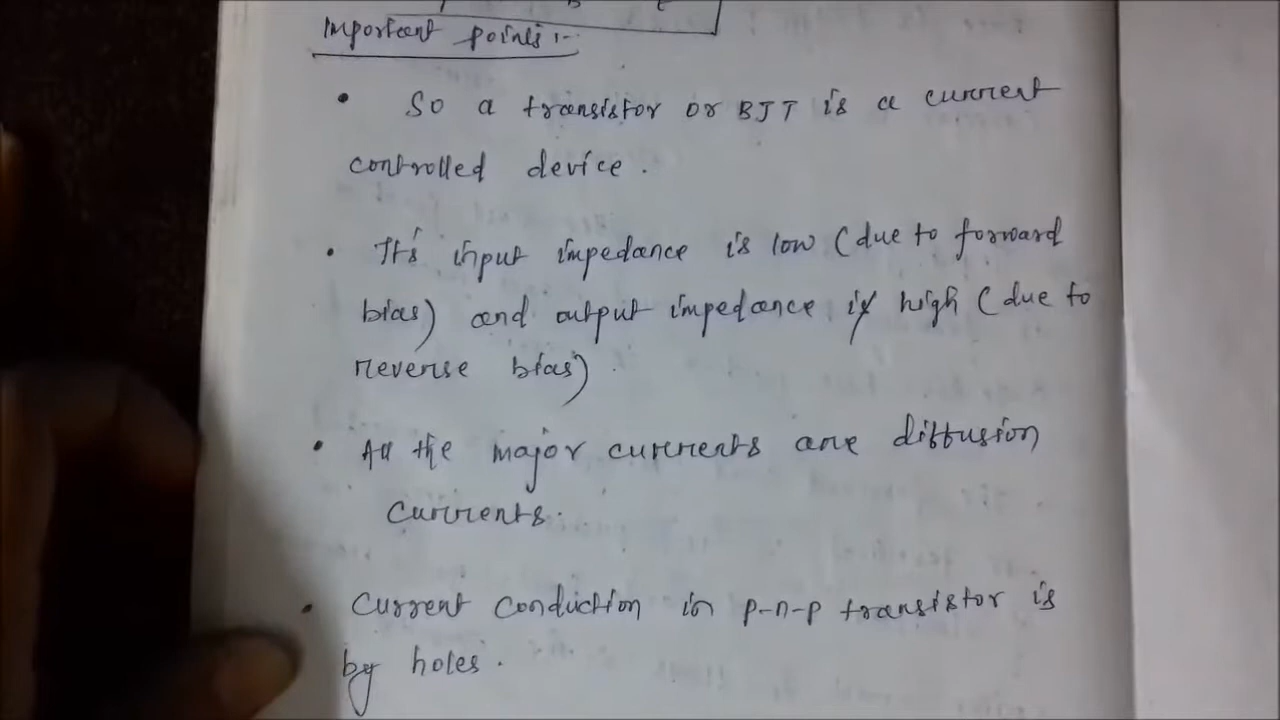 Important points :-
• So a transistor or BJT is a current
controlled device.
• It's input impedance is low (due to forward
bias) and output impedance is high (due to
reverse bias)
• All the major currents are diffusion
currents.
• Current conduction in p-n-p transistor is
by holes.